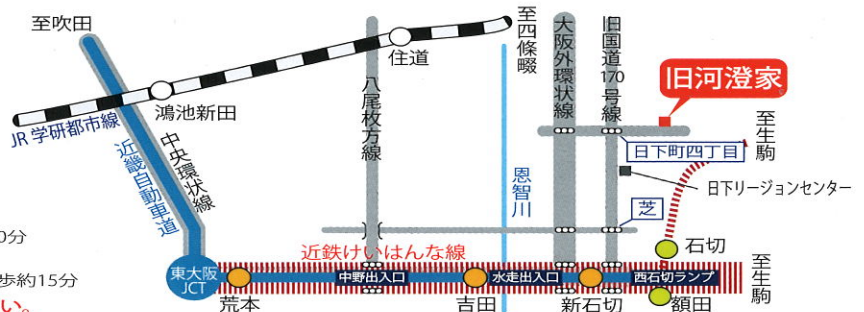 至吹田
住道
至四條畷
大阪外環状線
旧国道170号線
旧河澄家
至生駒
鴻池新田
八尾枚方線
JR学研都市線
中央環状線
近畿自動車道
日下町四丁目
恩智川
日下リージョンセンター
芝
0分
近鉄けいはんな線
石切
歩約15分
東大阪
JCT
中野出入口
水走出入口
西石切ランプ
至生駒
い。
荒本
吉田
新石切
額田